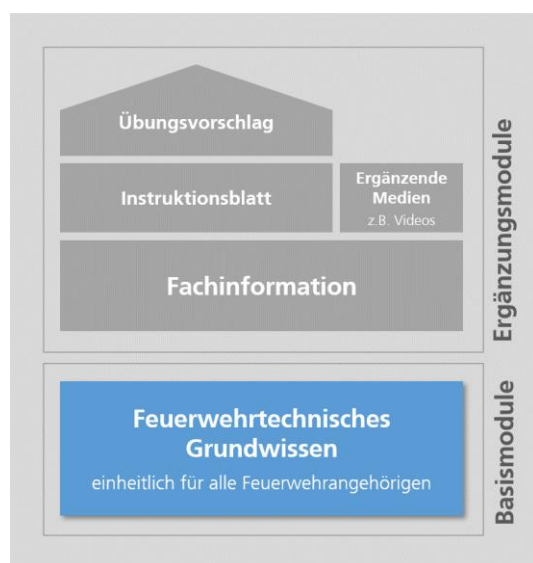 Übungsvorschlag
Instruktionsblatt
Ergänzende
Medien
z.B. Videos
Fachinformation
Ergänzungsmodule
Feuerwehrtechnisches
Grundwissen
einheitlich für alle Feuerwehrangehörigen
Basismodule